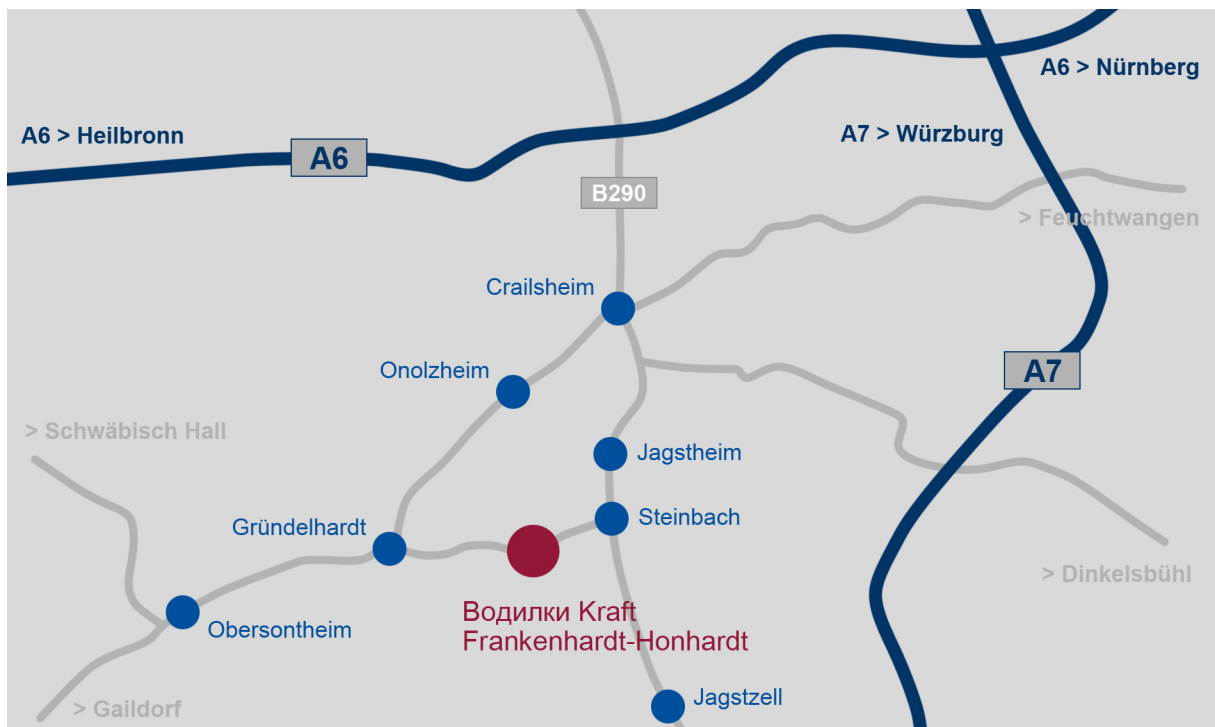 A6 > Nürnberg
A6 > Heilbronn
A7 > Würzburg
A6
B290
> Feuchtwangen
Crailsheim
Onolzheim
A7
> Schwäbisch Hall
Jagstheim
Steinbach
Gründelhardt
> Dinkelsbühl
Водилки Kraft
Frankenhardt-Honhardt
Obersontheim
Jagstzell
> Gaildorf